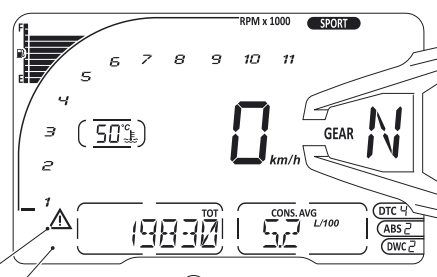 RPM x 1000 SPORT
F
E
1 2 3 4 5 6 7 8 9 10 11
50 °C
0 km/h
GEAR N
TOT 19830
CONS. AVG 5.2 L/100
DTC 4
ABS 2
DWC 2